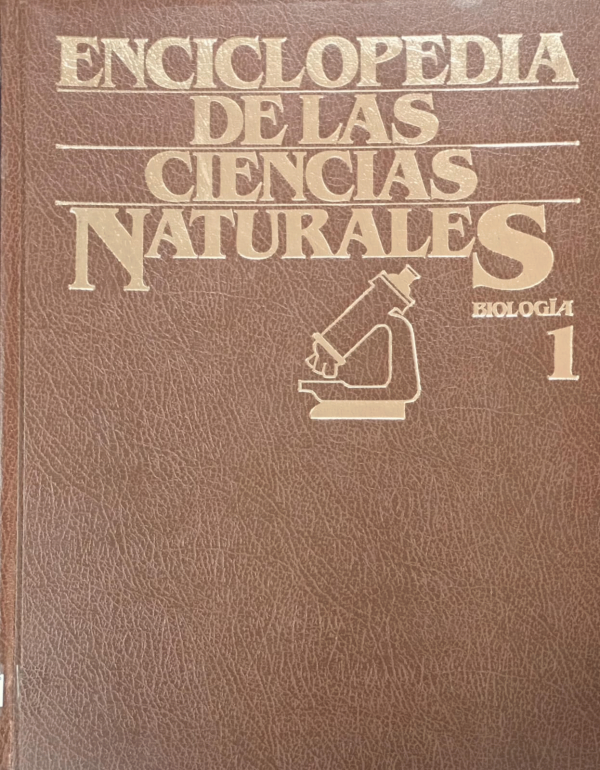 ENCICLOPEDIA
DE LAS
CIENCIAS
NATURALES
BIOLOGÍA
1